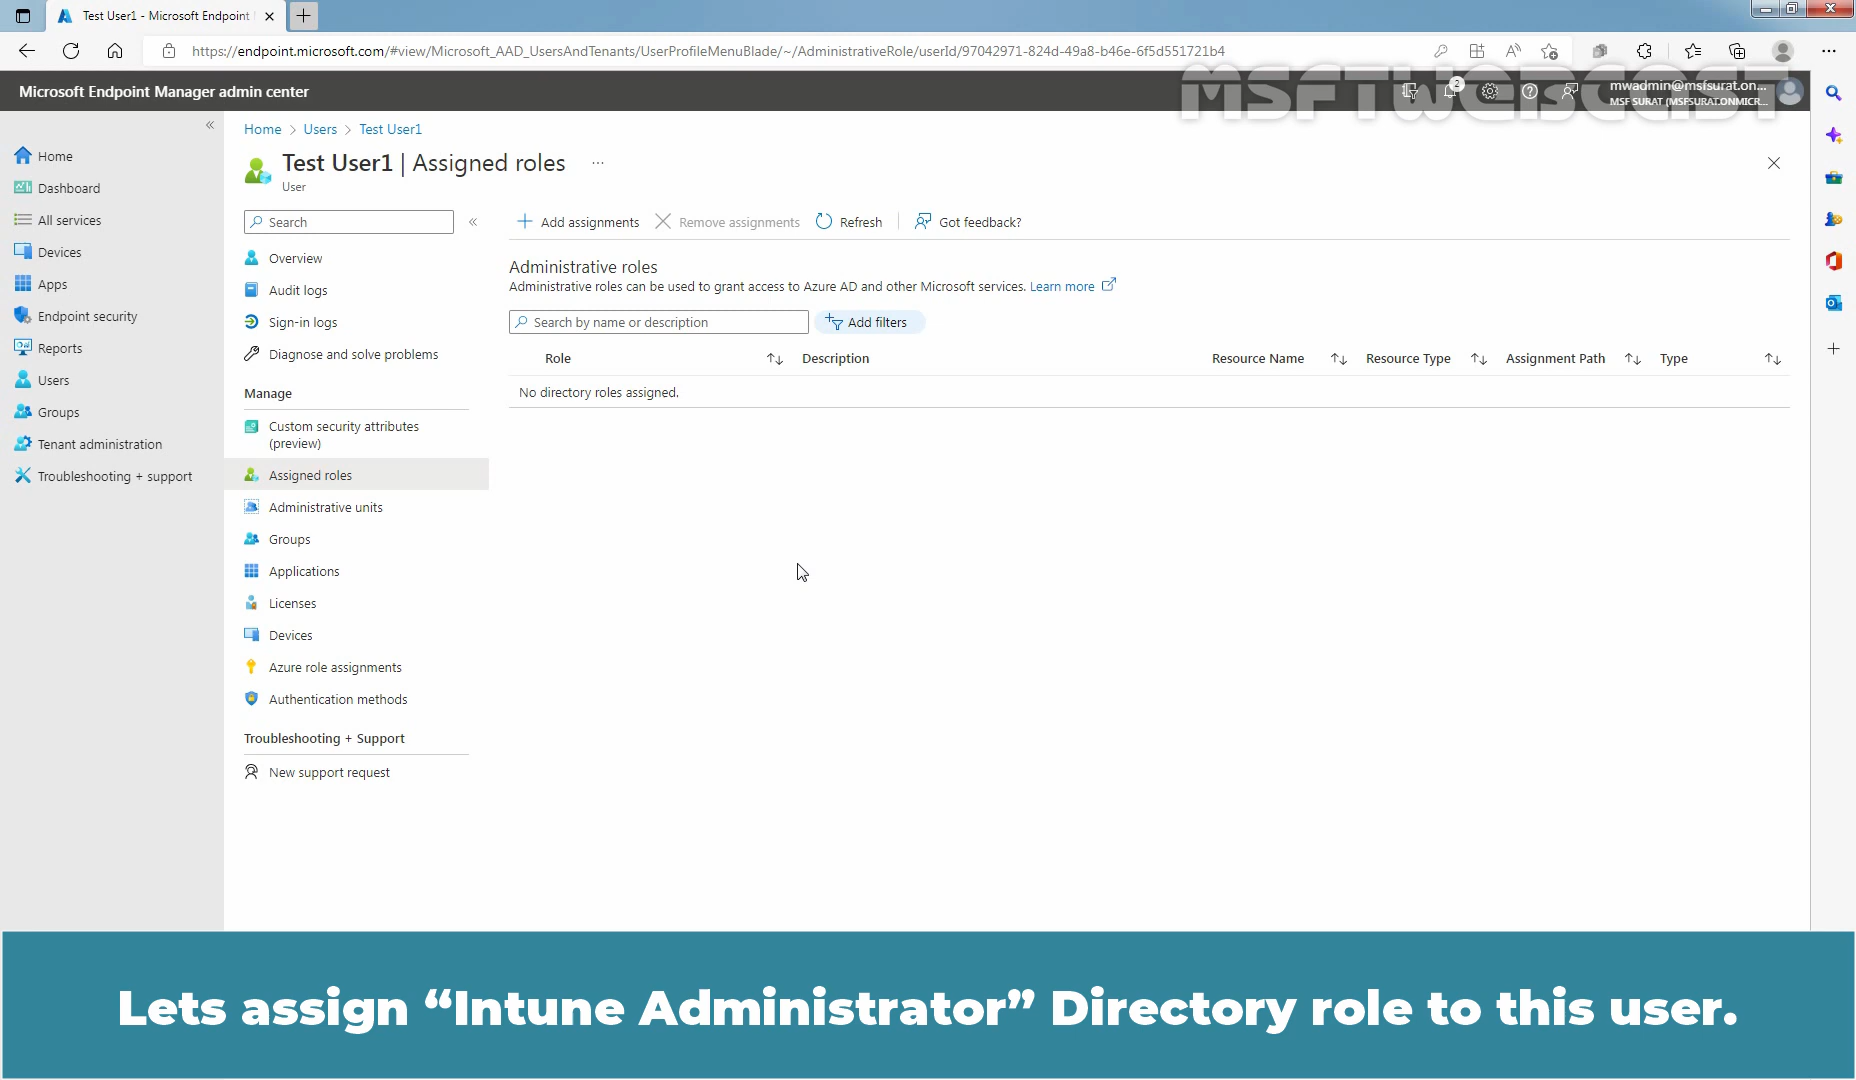 Test User1 - Microsoft Endpoint
https://endpoint.microsoft.com/#view/Microsoft_AAD_UsersAndTenants/UserProfileMenuBlade/~/AdministrativeRole/userId/97042971-824d-49a8-b46e-6f5d551721b4
MSFTWEBCAST
Microsoft Endpoint Manager admin center
2
mwadmin@msfsurat.on...
MSF SURAT (MSFSURAT.ONMICR...
Home > Users > Test User1
Test User1 | Assigned roles ...
User
Home
Dashboard
All services
Devices
Apps
Endpoint security
Reports
Users
Groups
Tenant administration
Troubleshooting + support
Search
Overview
Audit logs
Sign-in logs
Diagnose and solve problems
Manage
Custom security attributes
(preview)
Assigned roles
Administrative units
Groups
Applications
Licenses
Devices
Azure role assignments
Authentication methods
Troubleshooting + Support
New support request
Add assignments Remove assignments Refresh Got feedback?
Administrative roles
Administrative roles can be used to grant access to Azure AD and other Microsoft services. Learn more
Search by name or description Add filters
Role Description Resource Name Resource Type Assignment Path Type
No directory roles assigned.
Lets assign “Intune Administrator” Directory role to this user.